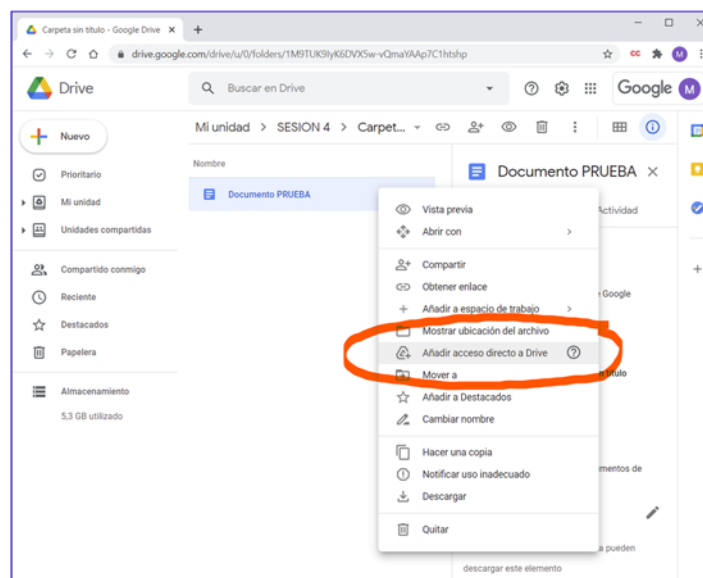 Carpeta sin título - Google Drive
drive.google.com/drive/u/0/folders/1M9TUK9IyK6DVX5w-vQmaYAAp7C1htshp
Drive
Buscar en Drive
Google
M
Nuevo
Mi unidad > SESION 4 > Carpet...
Nombre
Documento PRUEBA
Documento PRUEBA
Actividad
Prioritario
Mi unidad
Unidades compartidas
Compartido conmigo
Reciente
Destacados
Papelera
Almacenamiento
5,3 GB utilizado
Vista previa
Abrir con
Compartir
Obtener enlace
Añadir a espacio de trabajo
Mostrar ubicación del archivo
Añadir acceso directo a Drive
Mover a
Añadir a Destacados
Cambiar nombre
Hacer una copia
Notificar uso inadecuado
Descargar
Quitar
Google
título
mentos de
a pueden
descargar este elemento